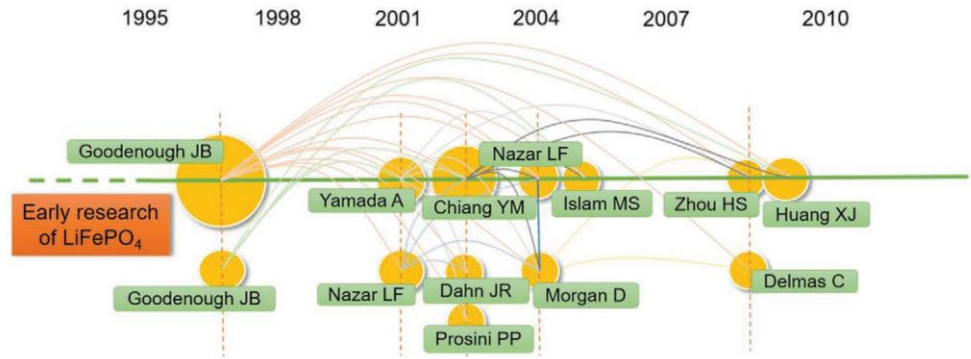 1995 1998 2001 2004 2007 2010
Goodenough JB
Nazar LF
Yamada A
Chiang YM
Islam MS
Zhou HS
Huang XJ
Early research
of LiFePO₄
Goodenough JB
Nazar LF
Dahn JR
Morgan D
Delmas C
Prosini PP